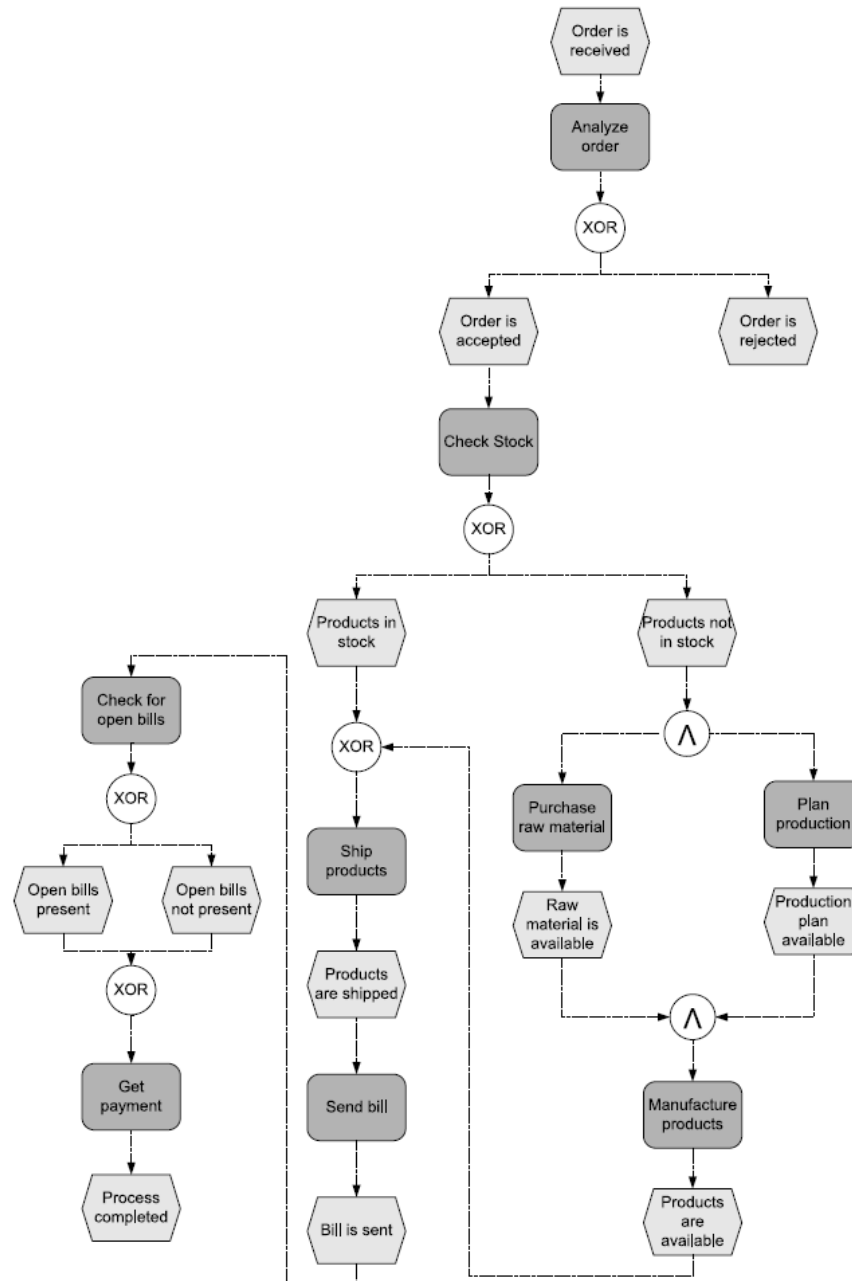 Order is
received
Analyze
order
XOR
Order is
accepted
Order is
rejected
Check Stock
XOR
Products in
stock
Products not
in stock
Check for
open bills
XOR
Λ
XOR
Purchase
raw material
Plan
production
Ship
products
Open bills
present
Open bills
not present
Raw
material is
available
Production
plan
available
XOR
Products
are shipped
Λ
Get
payment
Send bill
Manufacture
products
Process
completed
Bill is sent
Products
are
available